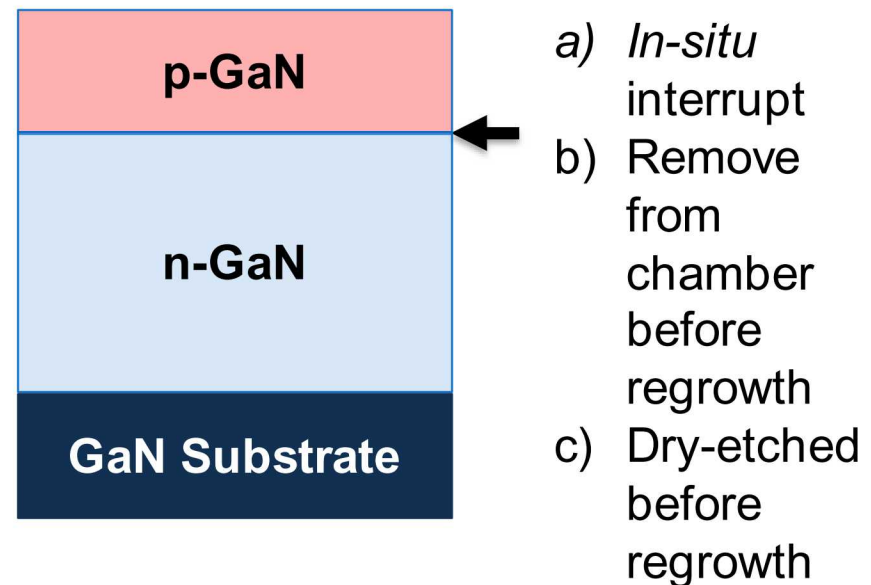 p-GaN
n-GaN
GaN Substrate
a) In-situ
interrupt
b) Remove
from
chamber
before
regrowth
c) Dry-etched
before
regrowth